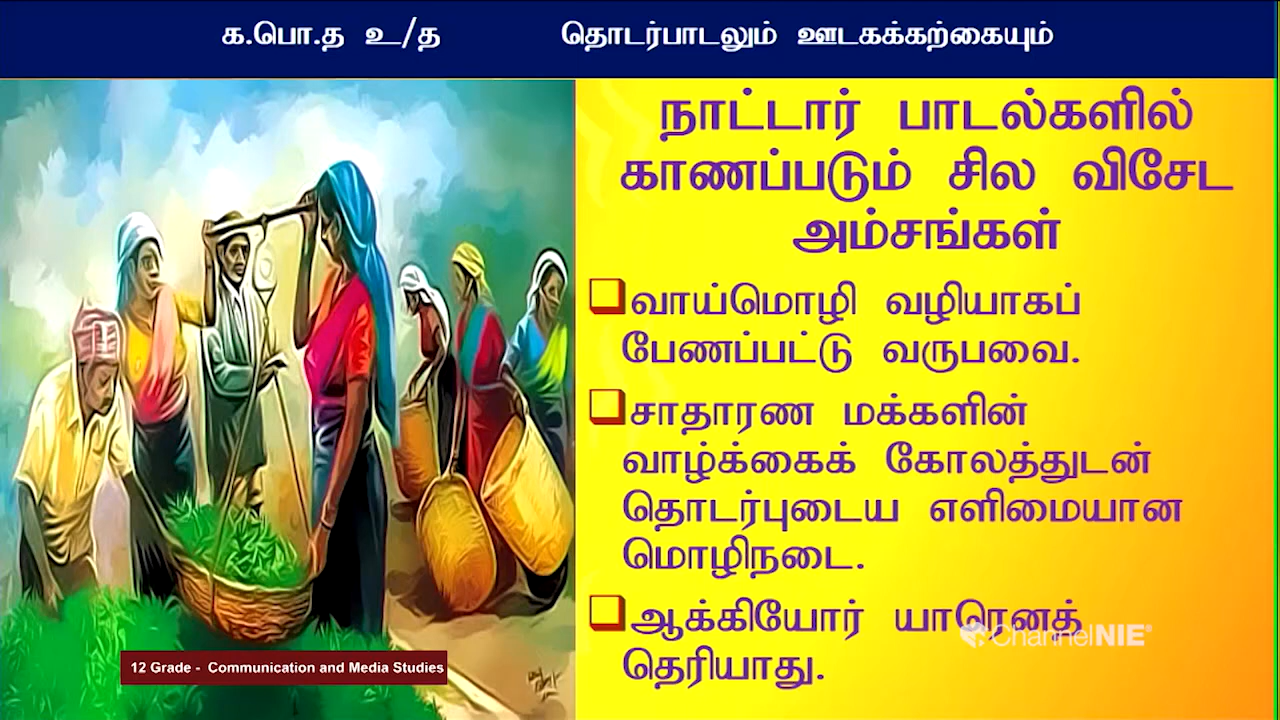 க.பொ.த உ/த தொடர்பாடலும் ஊடகக்கற்கையும்
நாட்டார் பாடல்களில்
காணப்படும் சில விசேட
அம்சங்கள்
வாய்மொழி வழியாகப்
பேணப்பட்டு வருபவை.
சாதாரண மக்களின்
வாழ்க்கைக் கோலத்துடன்
தொடர்புடைய எளிமையான
மொழிநடை.
ஆக்கியோர் யாரெனத்
தெரியாது.
ChannelNIE®
12 Grade - Communication and Media Studies